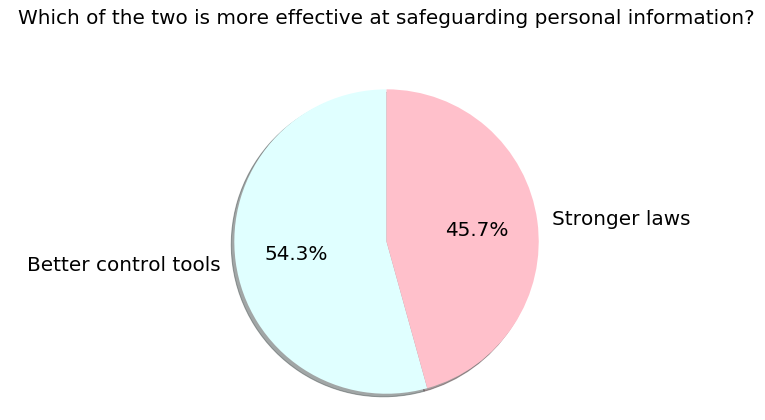 Which of the two is more effective at safeguarding personal information?
45.7%
Stronger laws
54.3%
Better control tools